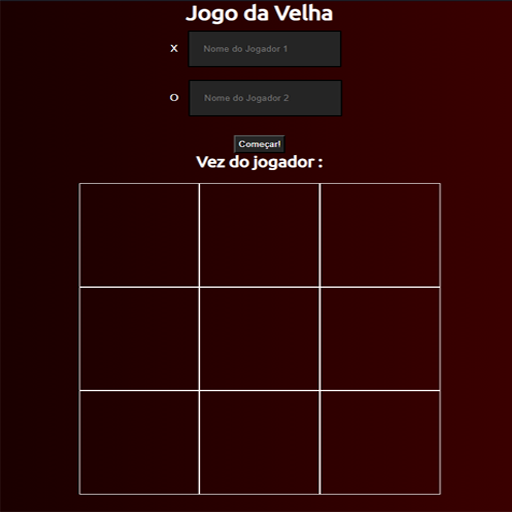 Jogo da Velha
X Nome do Jogador 1
O Nome do Jogador 2
Começar!
Vez do jogador :